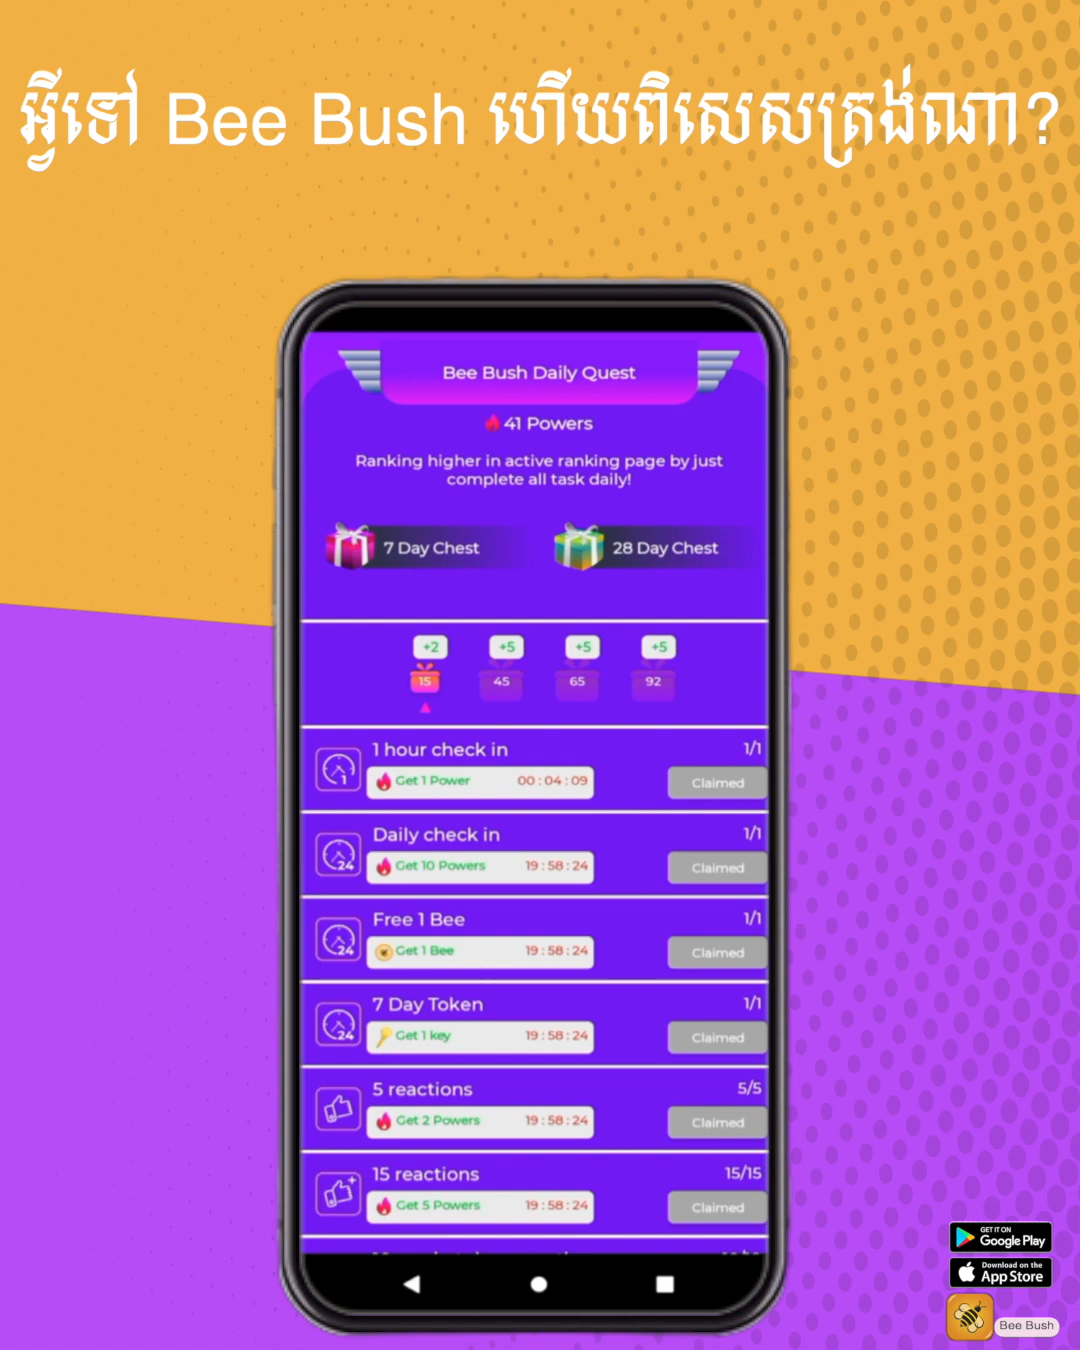 អ្វីទៅ Bee Bush ហើយពិសេសត្រង់ណា?
Bee Bush Daily Quest
41 Powers
Ranking higher in active ranking page by just
complete all task daily!
7 Day Chest
28 Day Chest
+2 +5 +5 +5
15 45 65 92
1 hour check in 1/1
Get 1 Power 00 : 04 : 09 Claimed
Daily check in 1/1
Get 10 Powers 19 : 58 : 24 Claimed
Free 1 Bee 1/1
Get 1 Bee 19 : 58 : 24 Claimed
7 Day Token 1/1
Get 1 key 19 : 58 : 24 Claimed
5 reactions 5/5
Get 2 Powers 19 : 58 : 24 Claimed
15 reactions 15/15
Get 5 Powers 19 : 58 : 24 Claimed
GET IT ON
Google Play
Download on the
App Store
Bee Bush